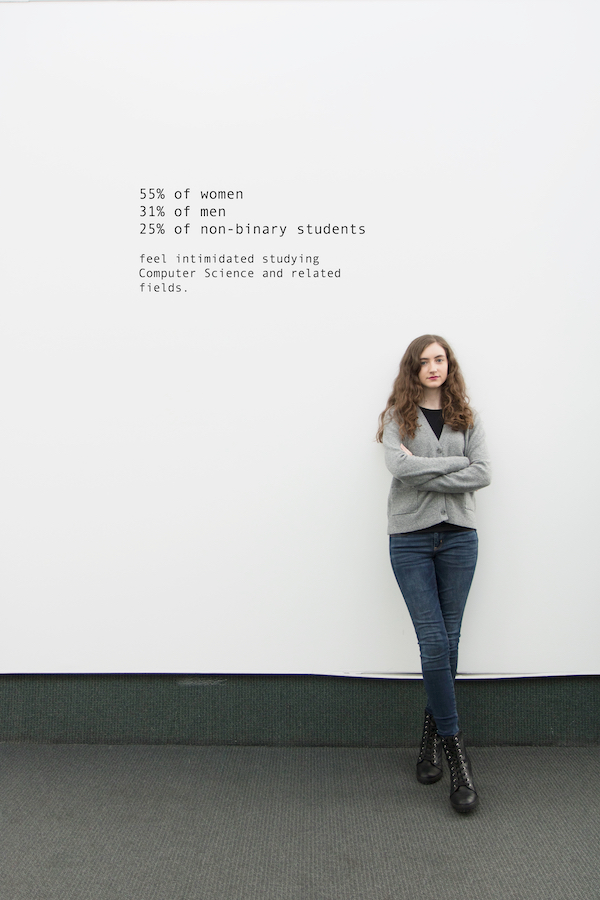 55% of women
31% of men
25% of non-binary students
feel intimidated studying
Computer Science and related
fields.